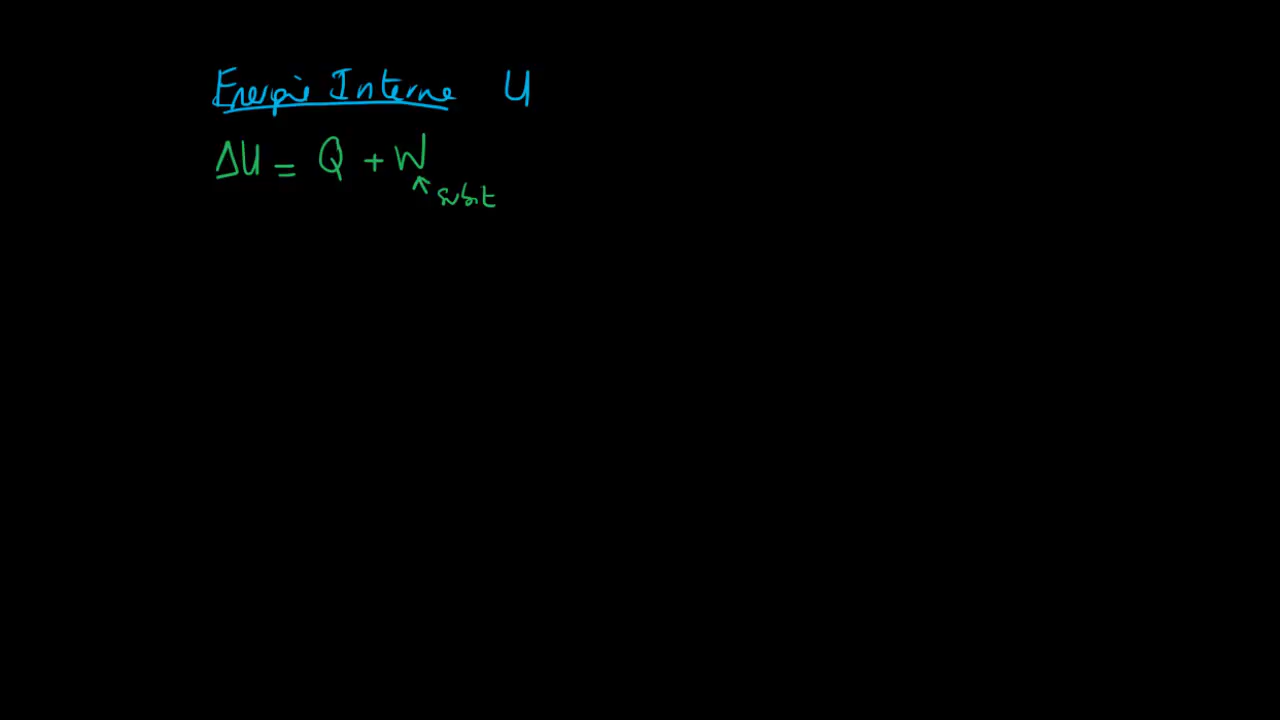 Energie Interne U
ΔU = Q + W
subit